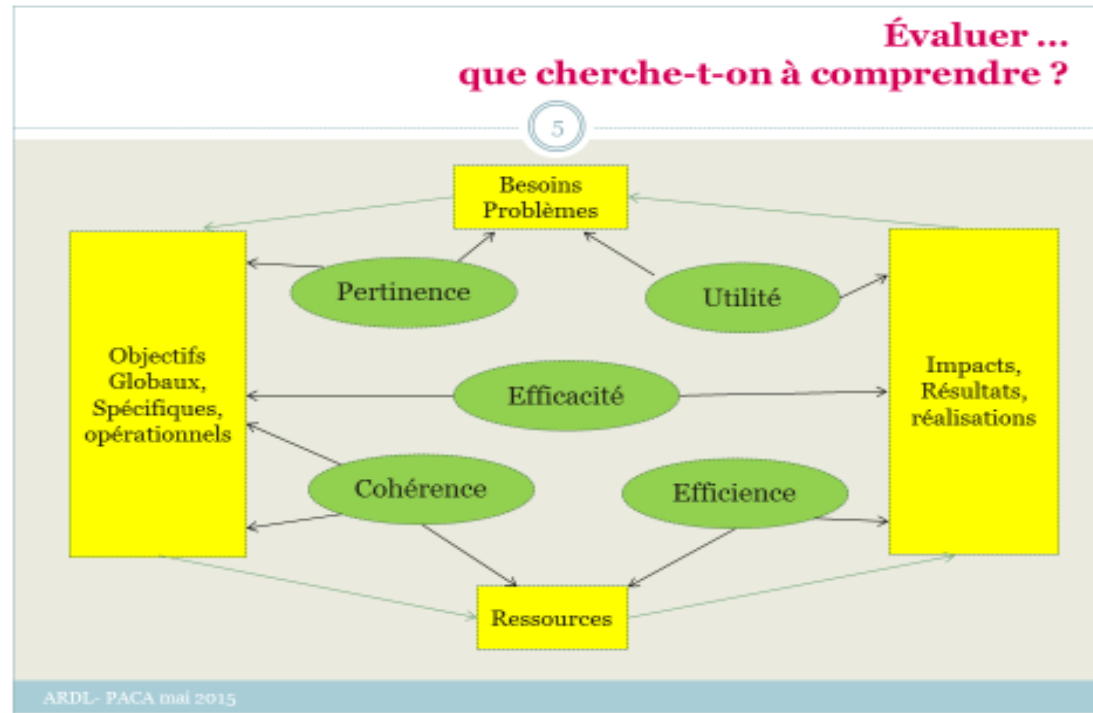 Évaluer ...
que cherche-t-on à comprendre ?
5
Besoins
Problèmes
Pertinence
Utilité
Objectifs
Globaux,
Spécifiques,
opérationnels
Efficacité
Impacts,
Résultats,
réalisations
Cohérence
Efficience
Ressources
ARDL- PACA mai 2015